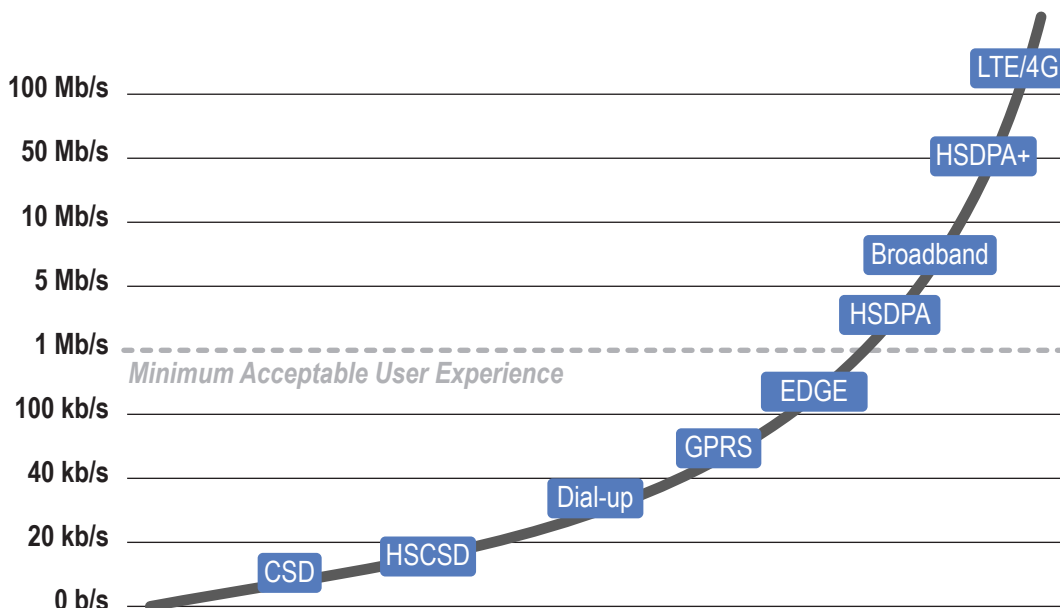 LTE/4G
100 Mb/s
50 Mb/s
HSDPA+
10 Mb/s
Broadband
5 Mb/s
HSDPA
1 Mb/s
Minimum Acceptable User Experience
EDGE
100 kb/s
GPRS
40 kb/s
Dial-up
20 kb/s
HSCSD
CSD
0 b/s